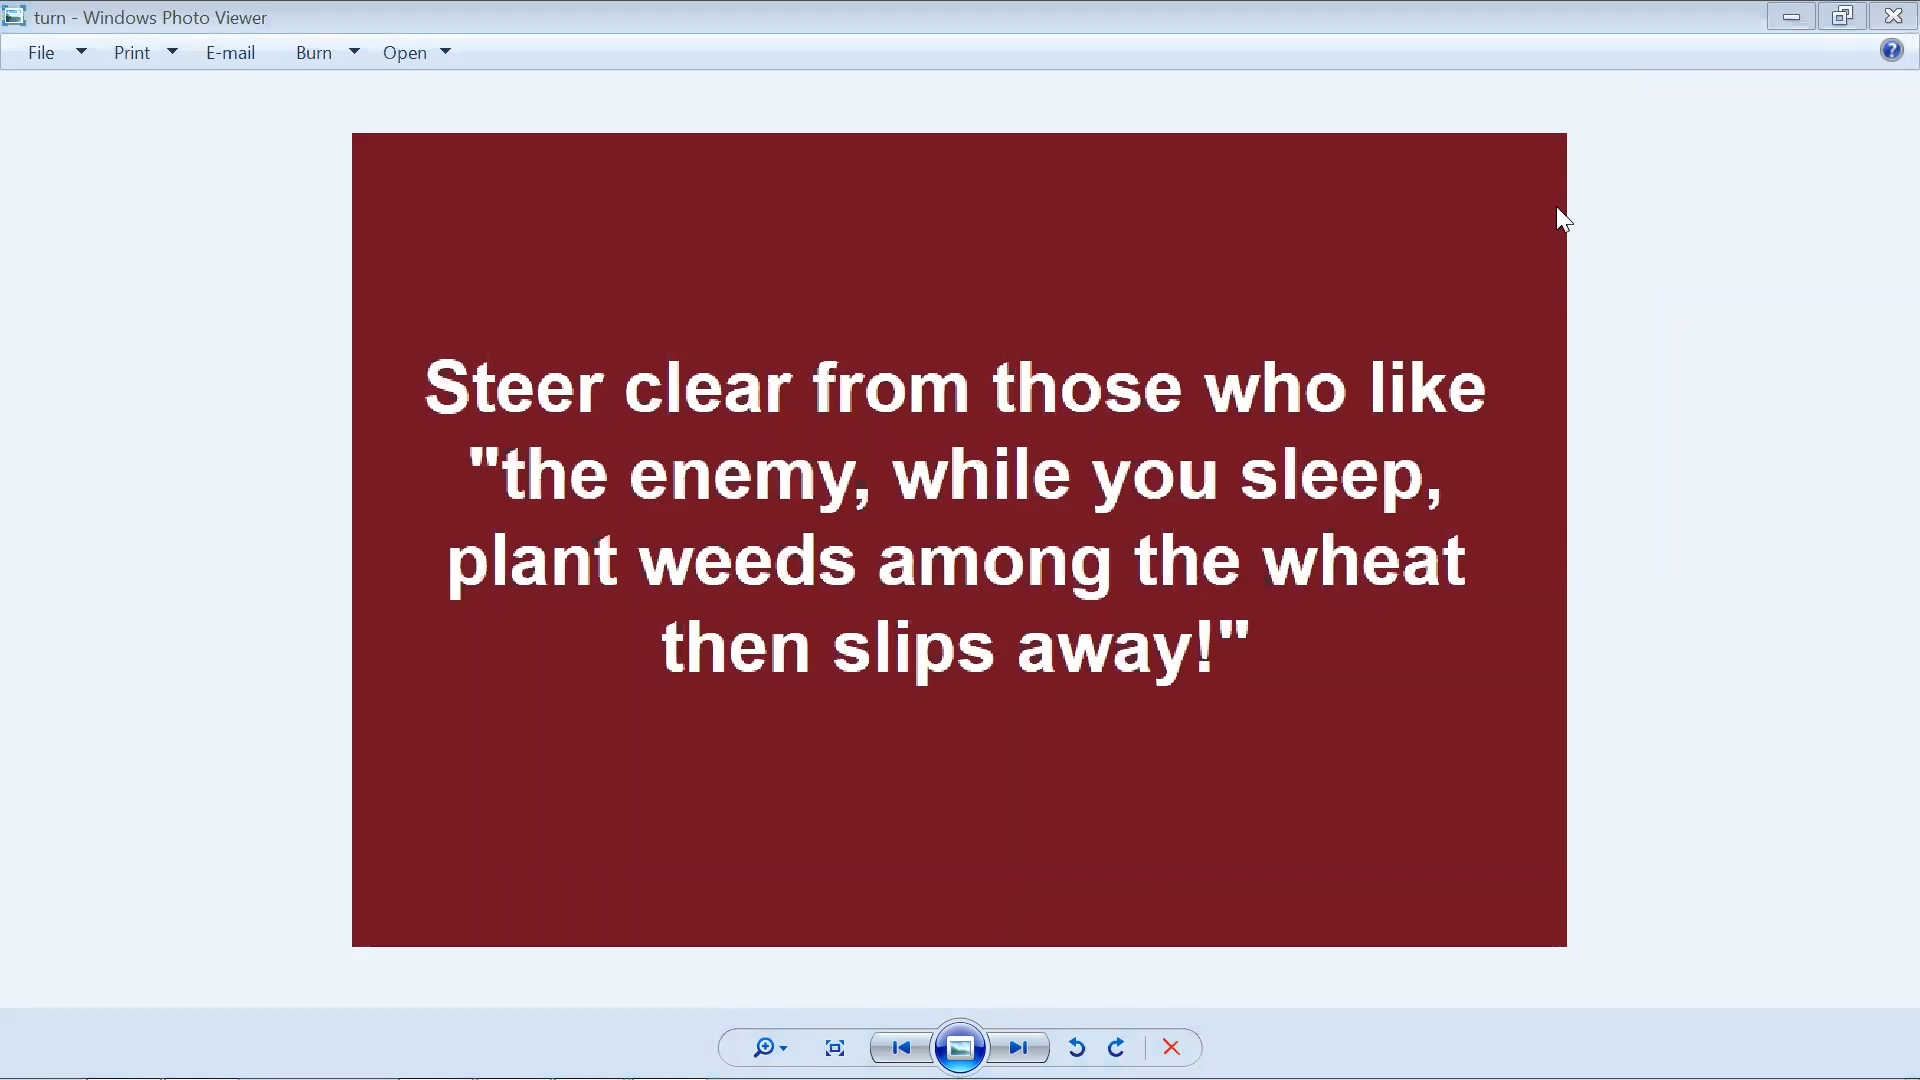 turn - Windows Photo Viewer
File Print E-mail Burn Open
Steer clear from those who like
"the enemy, while you sleep,
plant weeds among the wheat
then slips away!"